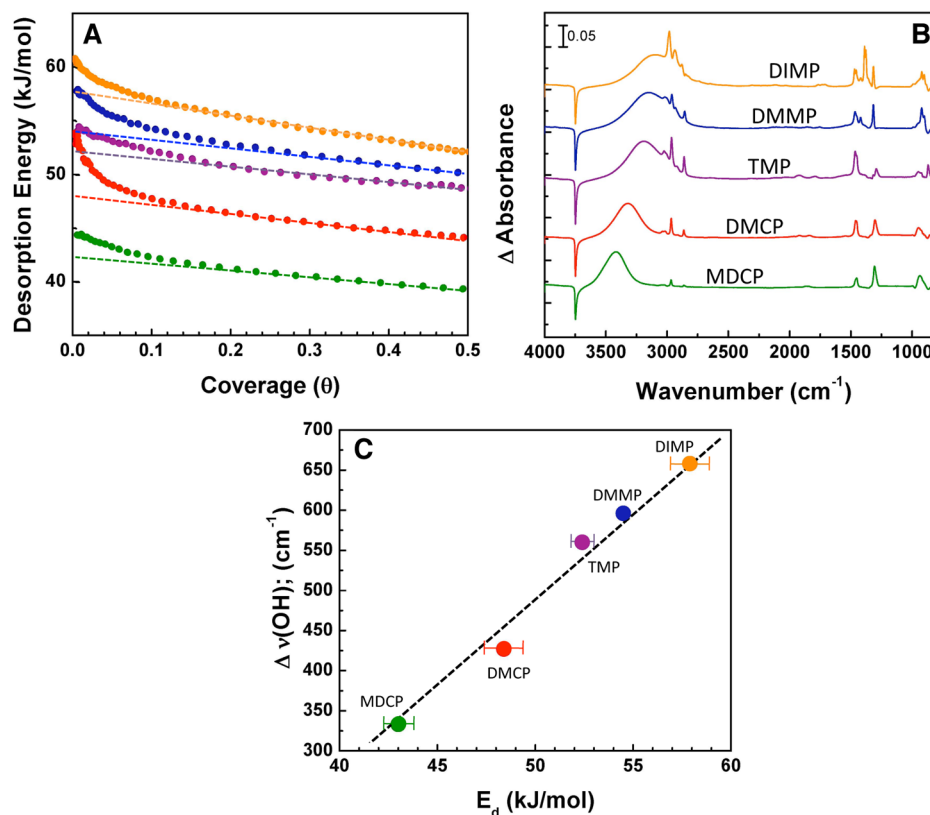 A
Desorption Energy (kJ/mol)
60
50
40
0.0 0.1 0.2 0.3 0.4 0.5
Coverage (θ)
B
0.05
Δ Absorbance
DIMP
DMMP
TMP
DMCP
MDCP
4000 3500 3000 2500 2000 1500 1000
Wavenumber (cm⁻¹)
C
Δ ν(OH); (cm⁻¹)
700
650
600
550
500
450
400
350
300
DIMP
DMMP
TMP
DMCP
MDCP
40 45 50 55 60
E_d (kJ/mol)